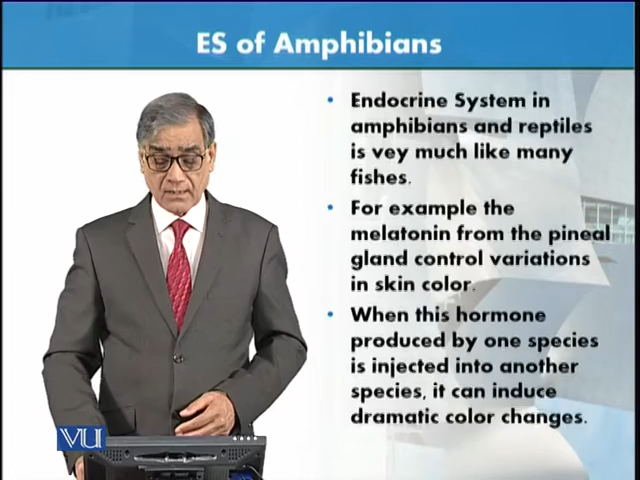 ES of Amphibians
• Endocrine System in
amphibians and reptiles
is vey much like many
fishes.
• For example the
melatonin from the pineal
gland control variations
in skin color.
• When this hormone
produced by one species
is injected into another
species, it can induce
dramatic color changes.
VU